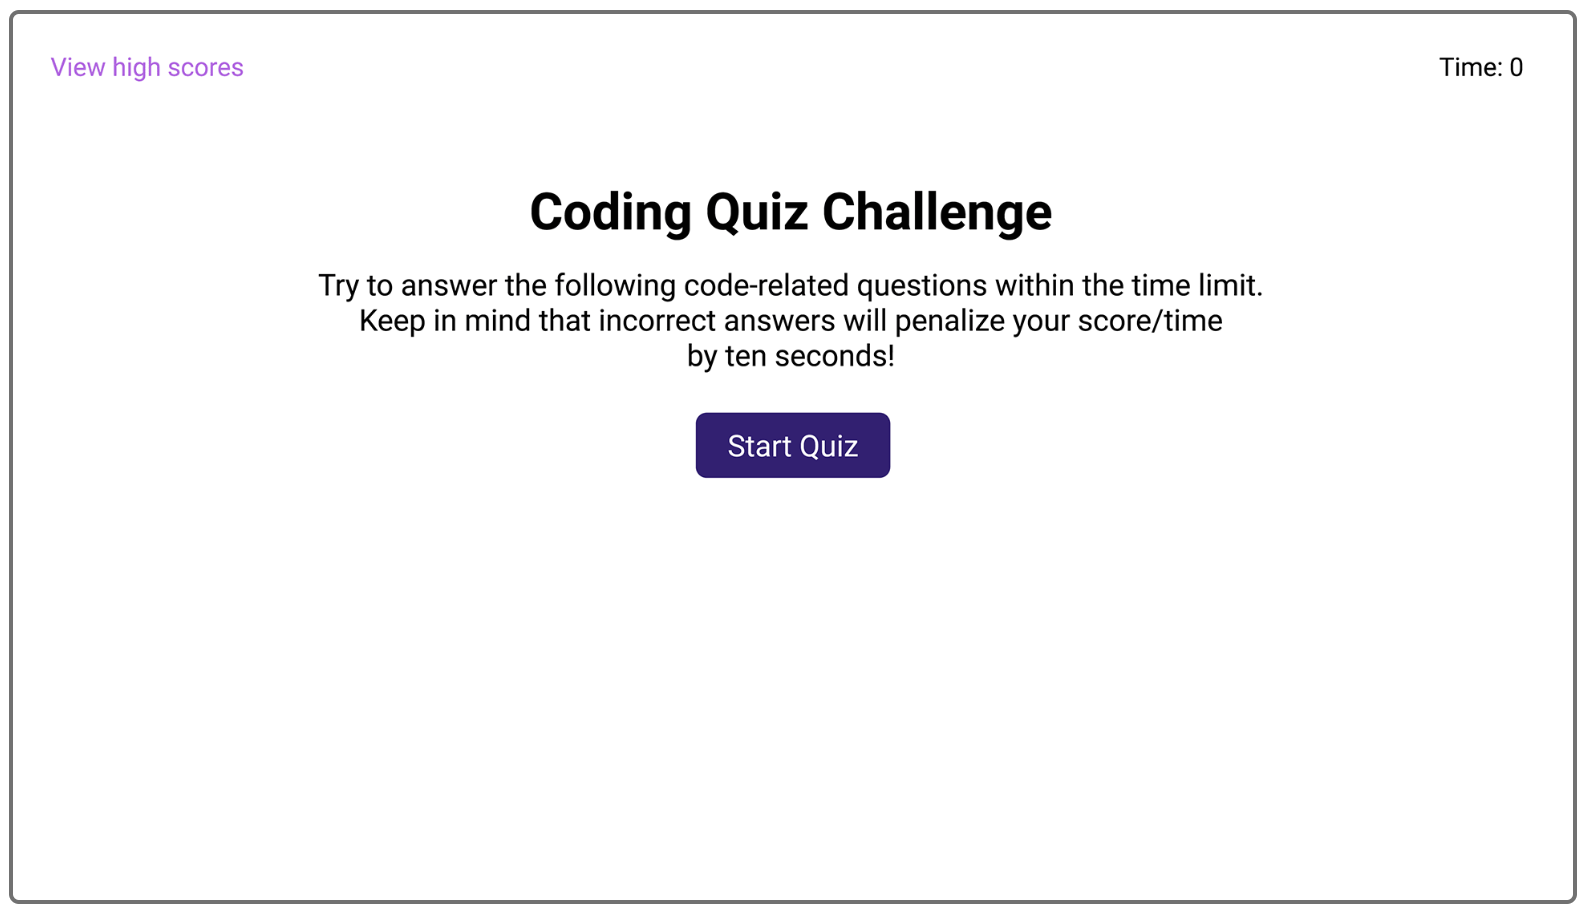 View high scores
Time: 0
Coding Quiz Challenge
Try to answer the following code-related questions within the time limit.
Keep in mind that incorrect answers will penalize your score/time
by ten seconds!
Start Quiz